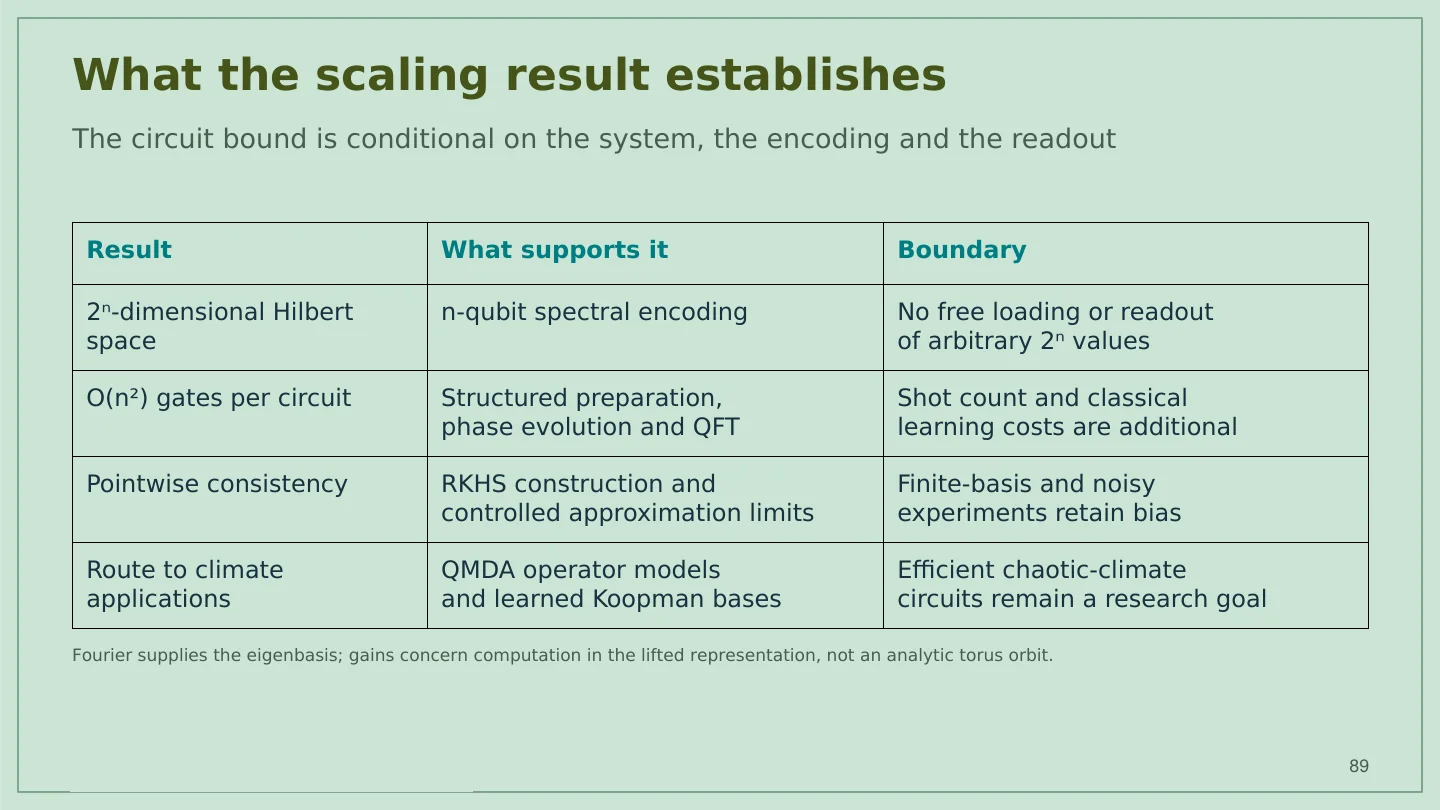 What the scaling result establishes
The circuit bound is conditional on the system, the encoding and the readout
Result
What supports it
Boundary
2ⁿ-dimensional Hilbert
space
n-qubit spectral encoding
No free loading or readout
of arbitrary 2ⁿ values
O(n²) gates per circuit
Structured preparation,
phase evolution and QFT
Shot count and classical
learning costs are additional
Pointwise consistency
RKHS construction and
controlled approximation limits
Finite-basis and noisy
experiments retain bias
Route to climate
applications
QMDA operator models
and learned Koopman bases
Efficient chaotic-climate
circuits remain a research goal
Fourier supplies the eigenbasis; gains concern computation in the lifted representation, not an analytic torus orbit.
89